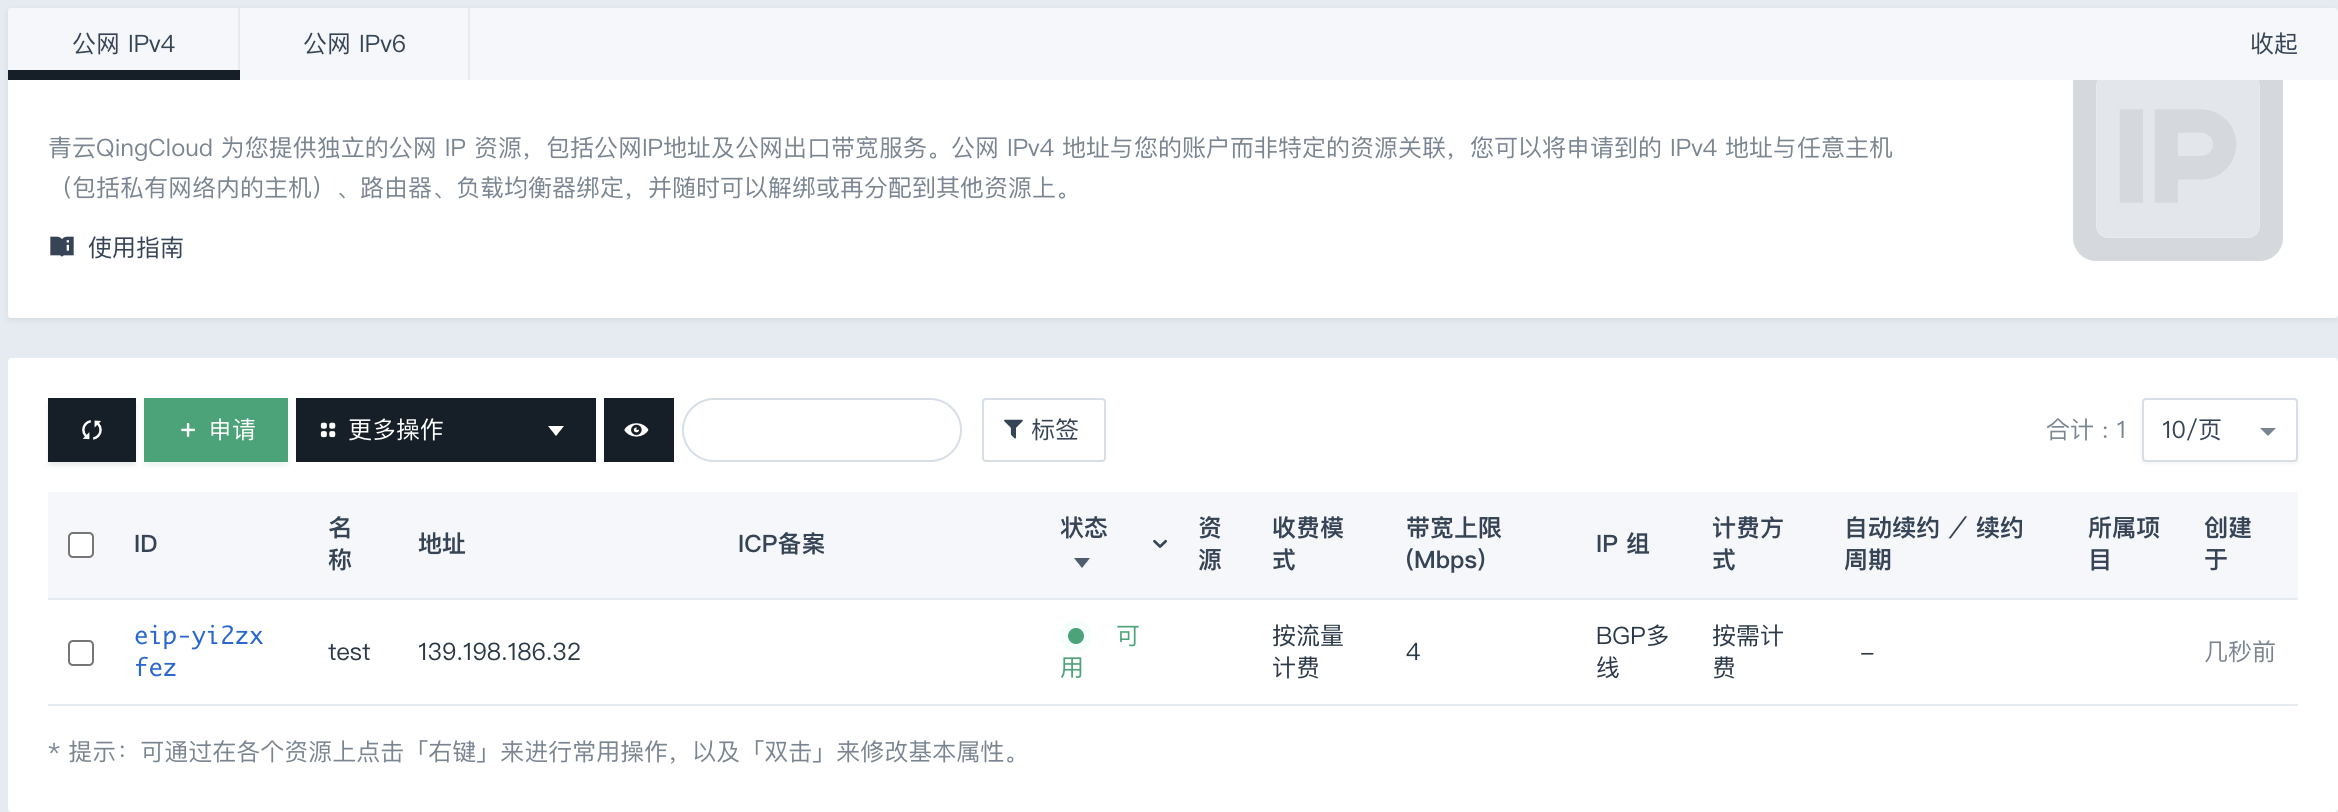 公网 IPv4
公网 IPv6
收起
青云QingCloud 为您提供独立的公网 IP 资源，包括公网IP地址及公网出口带宽服务。公网 IPv4 地址与您的账户而非特定的资源关联，您可以将申请到的 IPv4 地址与任意主机
（包括私有网络内的主机）、路由器、负载均衡器绑定，并随时可以解绑或再分配到其他资源上。
IP
使用指南
+ 申请
更多操作
标签
合计 : 1
10/页
ID
名
称
地址
ICP备案
状态
资
源
收费模
式
带宽上限
(Mbps)
IP 组
计费方
式
自动续约 ／ 续约
周期
所属项
目
创建
于
eip-yi2zx
fez
test
139.198.186.32
可
用
按流量
计费
4
BGP多
线
按需计
费
–
几秒前
* 提示：可通过在各个资源上点击「右键」来进行常用操作，以及「双击」来修改基本属性。